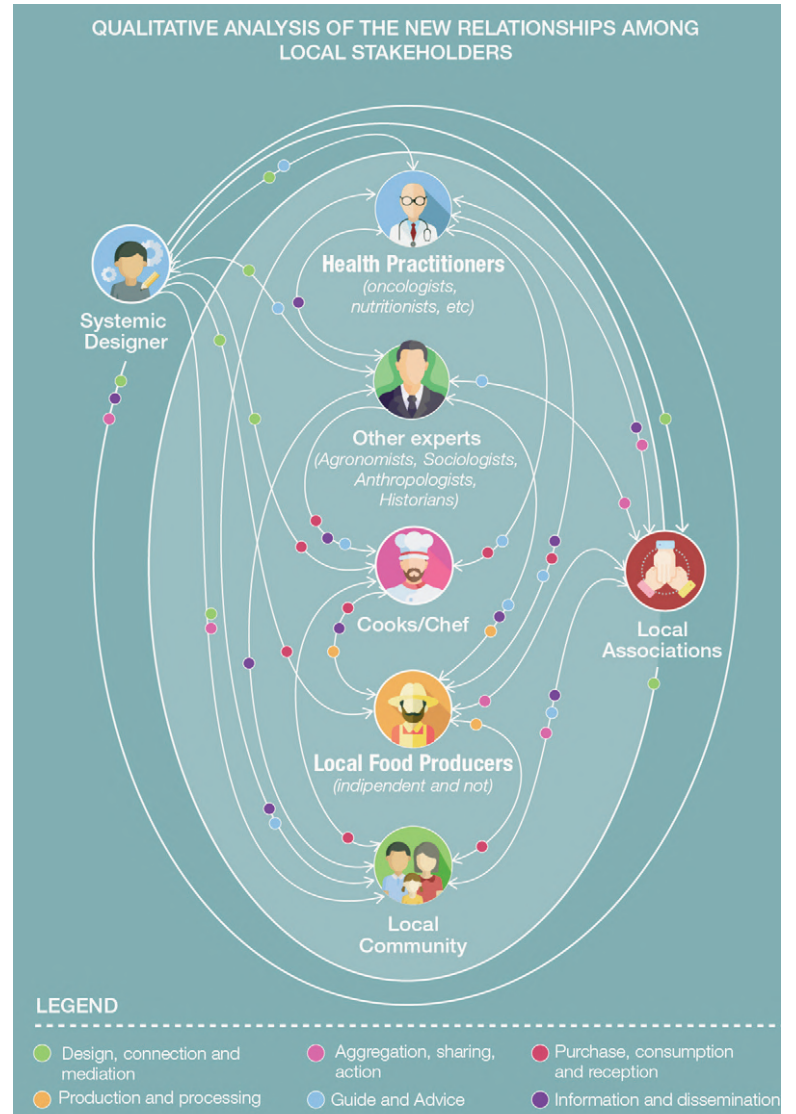 QUALITATIVE ANALYSIS OF THE NEW RELATIONSHIPS AMONG
LOCAL STAKEHOLDERS
Health Practitioners
(oncologists,
nutritionists, etc)
Systemic
Designer
Other experts
(Agronomists, Sociologists,
Anthropologists,
Historians)
Cooks/Chef
Local
Associations
Local Food Producers
(indipendent and not)
Local
Community
LEGEND
Design, connection and
mediation
Aggregation, sharing,
action
Purchase, consumption
and reception
Production and processing
Guide and Advice
Information and dissemination